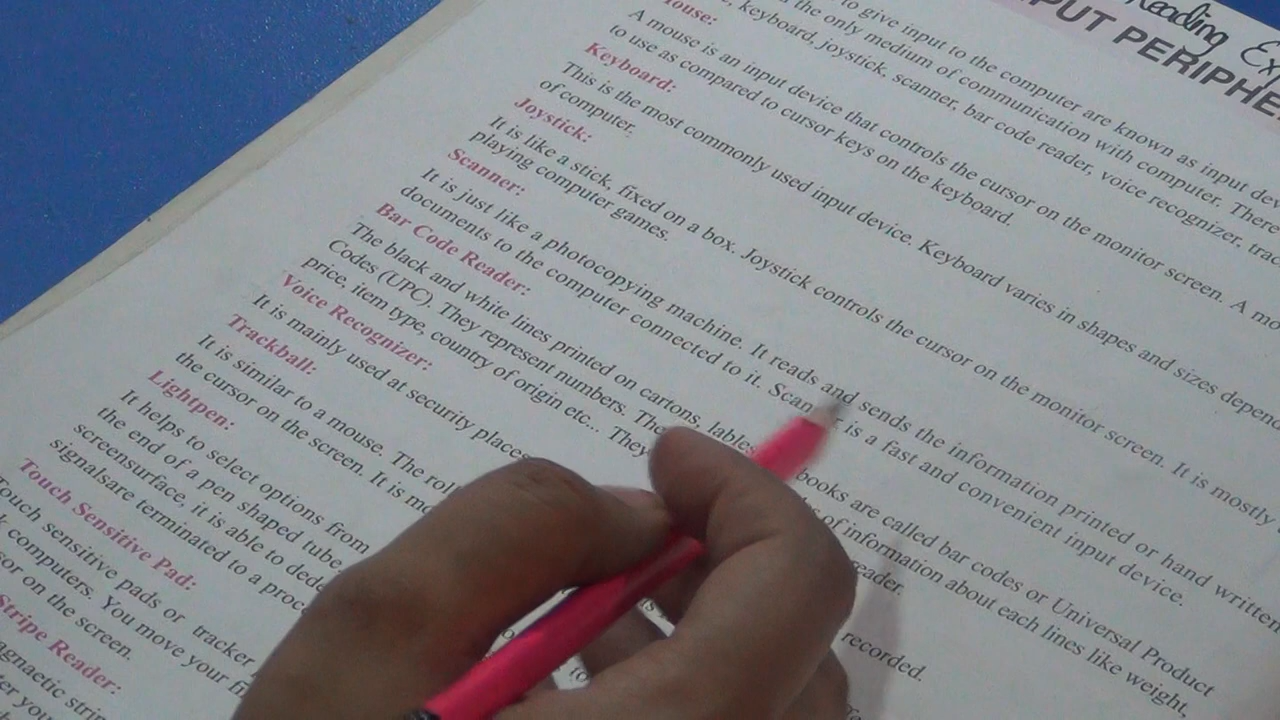 Reading Ex
PUT PERIPHE
to give input to the computer are known as input dev
the only medium of communication with computer. There
keyboard, joystick, scanner, bar code reader, voice recognizer, trac
ouse:
A mouse is an input device that controls the cursor on the monitor screen. A mo
to use as compared to cursor keys on the keyboard.
Keyboard:
This is the most commonly used input device. Keyboard varies in shapes and sizes depen
of computer.
Joystick:
It is like a stick, fixed on a box. Joystick controls the cursor on the monitor screen. It is mostly
playing computer games.
Scanner:
It is just like a photocopying machine. It reads and sends the information printed or hand written
documents to the computer connected to it. Scan r is a fast and convenient input device.
Bar Code Reader:
The black and white lines printed on cartons, lables books are called bar codes or Universal Product
Codes (UPC). They represent numbers. The of information about each lines like weight,
price, item type, country of origin etc... They reader.
Voice Recognizer:
It is mainly used at security places recorded.
Trackball:
It is similar to a mouse. The rol
the cursor on the screen. It is mo
Lightpen:
It helps to select options from
the end of a pen shaped tube
screensurface, it is able to dede
signalsare terminated to a proc
Touch Sensitive Pad:
Touch sensitive pads or tracker
k computers. You move your fi
sor on the screen.
Stripe Reader:
agnaetic strip
ter you